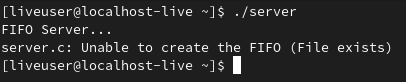 [liveuser@localhost-live ~]$ ./server
FIFO Server...
server.c: Unable to create the FIFO (File exists)
[liveuser@localhost-live ~]$